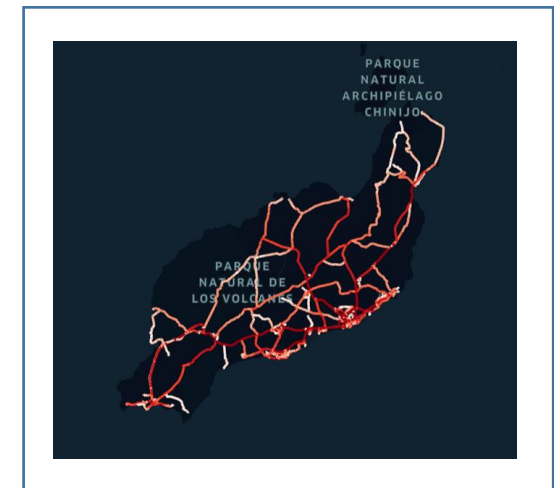 PARQUE
NATURAL
ARCHIPIÉLAGO
CHINIJO
PARQUE
NATURAL DE
LOS VOLCANES